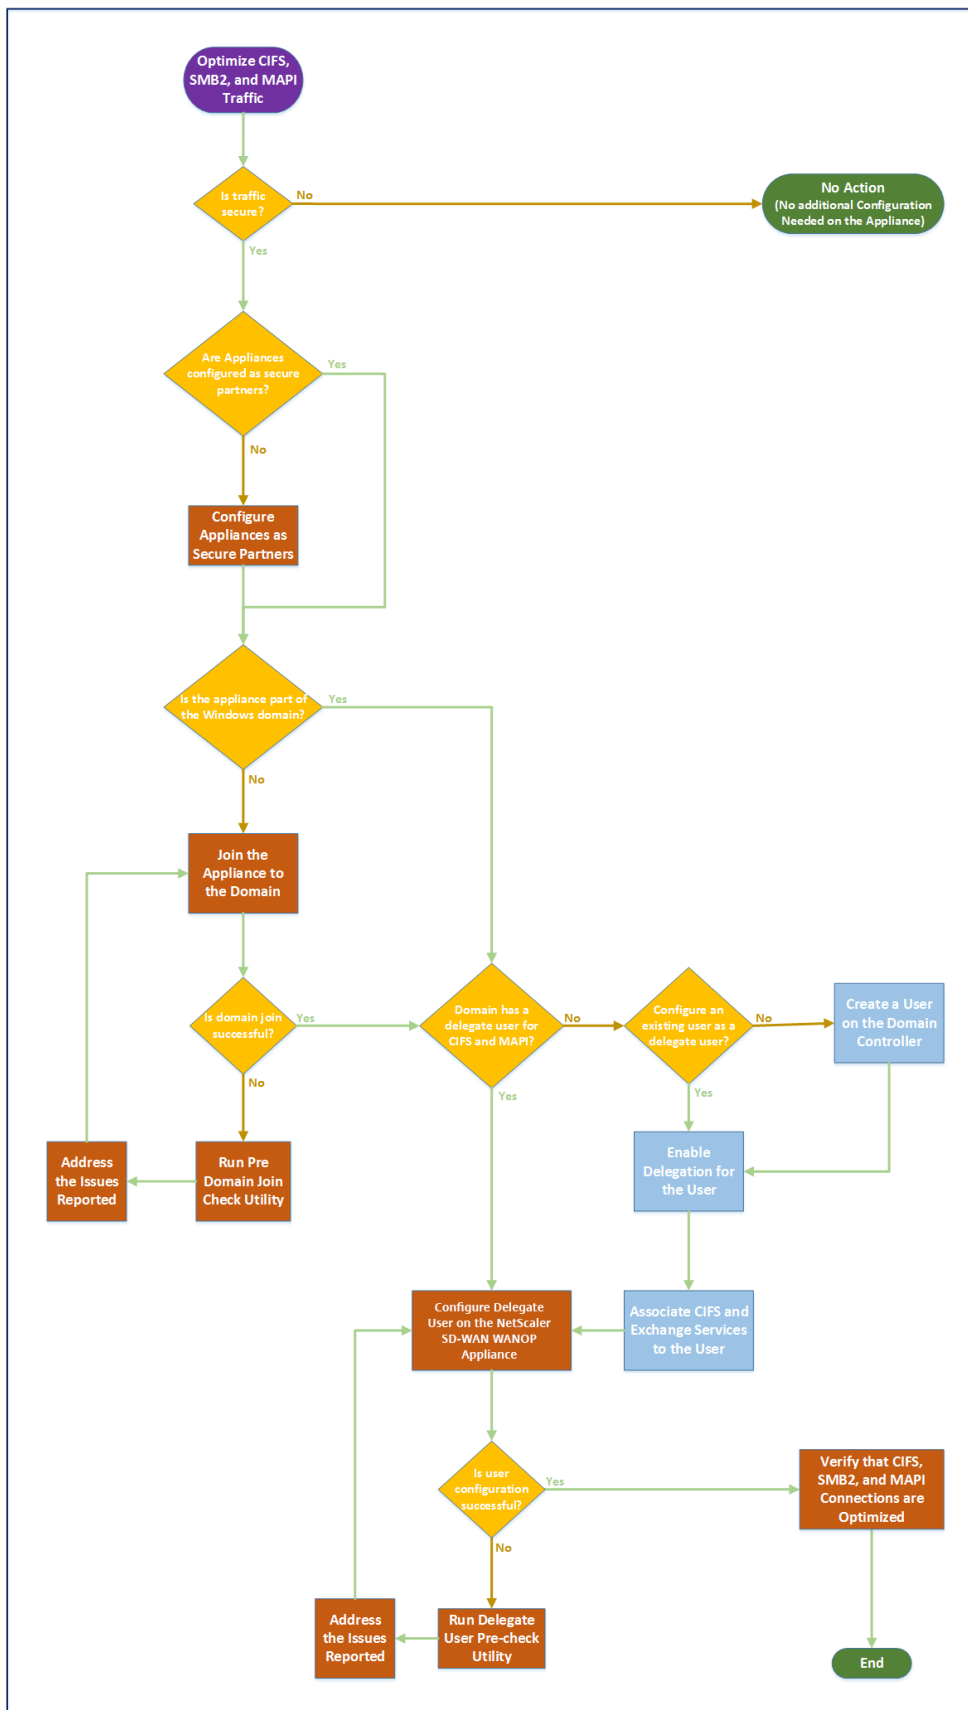 Optimize CIFS,
SMB2, and MAPI
Traffic
Is traffic
secure?
No
No Action
(No additional Configuration
Needed on the Appliance)
Yes
Are Appliances
configured as secure
partners?
Yes
No
Configure
Appliances as
Secure Partners
Is the appliance part of
the Windows domain?
Yes
No
Join the
Appliance to
the Domain
Is domain join
successful?
Yes
Domain has a
delegate user for
CIFS and MAPI?
No
Configure an
existing user as a
delegate user?
No
Create a User
on the Domain
Controller
No
Yes
Yes
Address
the Issues
Reported
Run Pre
Domain Join
Check Utility
Enable
Delegation for
the User
Configure Delegate
User on the NetScaler
SD-WAN WANOP
Appliance
Associate CIFS and
Exchange Services
to the User
Is user
configuration
successful?
Yes
Verify that CIFS,
SMB2, and MAPI
Connections are
Optimized
No
Address
the Issues
Reported
Run Delegate
User Pre-check
Utility
End